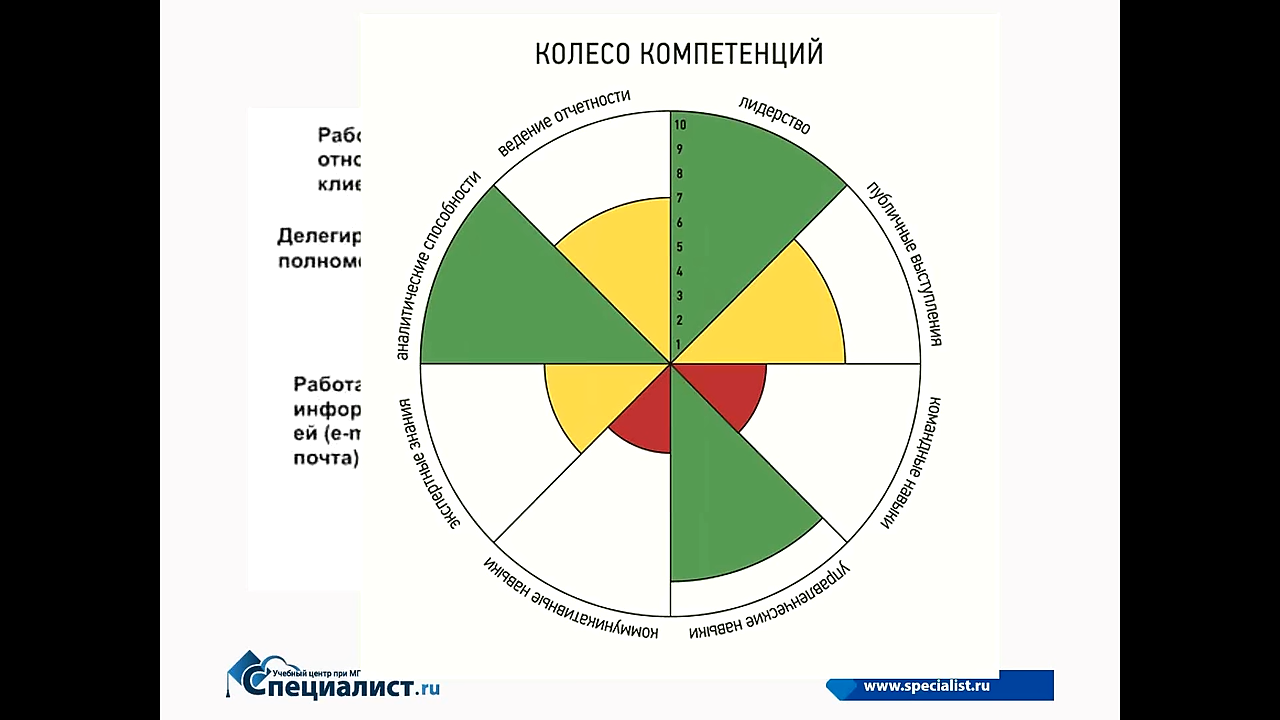 КОЛЕСО КОМПЕТЕНЦИЙ
ведение отчетности
лидерство
публичные выступления
командные навыки
управленческие навыки
коммуникативные навыки
экспертные знания
аналитические способности
10
9
8
7
6
5
4
3
2
1
Рабо
отно
клие
Делегир
полномо
Работа
инфор
ей (e-m
почта)
Учебный центр при МГ
Специалист.ru
www.specialist.ru